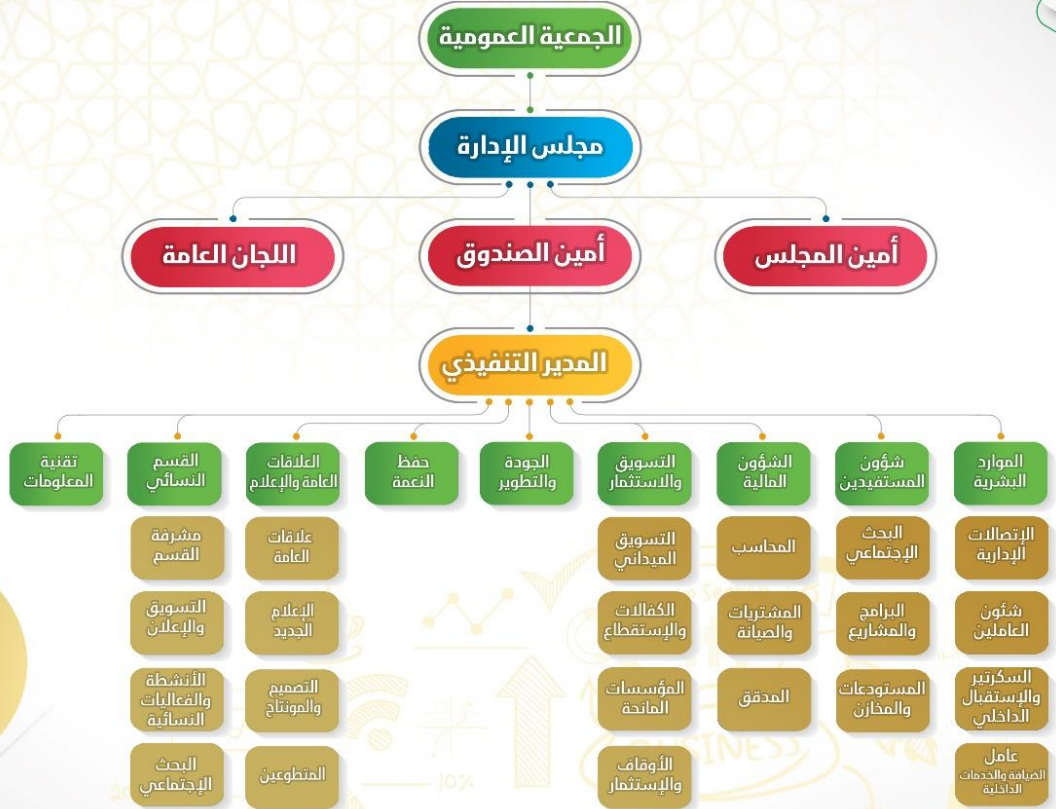 الجمعية العمومية
مجلس الإدارة
أمين المجلس
أمين الصندوق
اللجان العامة
المدير التنفيذي
الموارد
البشرية
شؤون
المستفيدين
الشؤون
المالية
التسويق
والاستثمار
الجودة
والتطوير
حفظ
النعمة
العلاقات
العامة والإعلام
القسم
النسائي
تقنية
المعلومات
الإتصالات
الإدارية
البحث
الإجتماعي
المحاسب
التسويق
الميداني
علاقات
العامة
مشرفة
القسم
شئون
العاملين
البرامج
والمشاريع
المشتريات
والصيانة
الكفالات
والإستقطاع
الإعلام
الجديد
التسويق
والإعلان
السكرتير
والإستقبال
الداخلي
المستودعات
والمخازن
المدقق
المؤسسات
المانحة
التصميم
والمونتاج
الأنشطة
والفعاليات
النسائية
عامل
الضيافة والخدمات
الداخلية
الأوقاف
والإستثمار
المتطوعين
البحث
الإجتماعي
10%